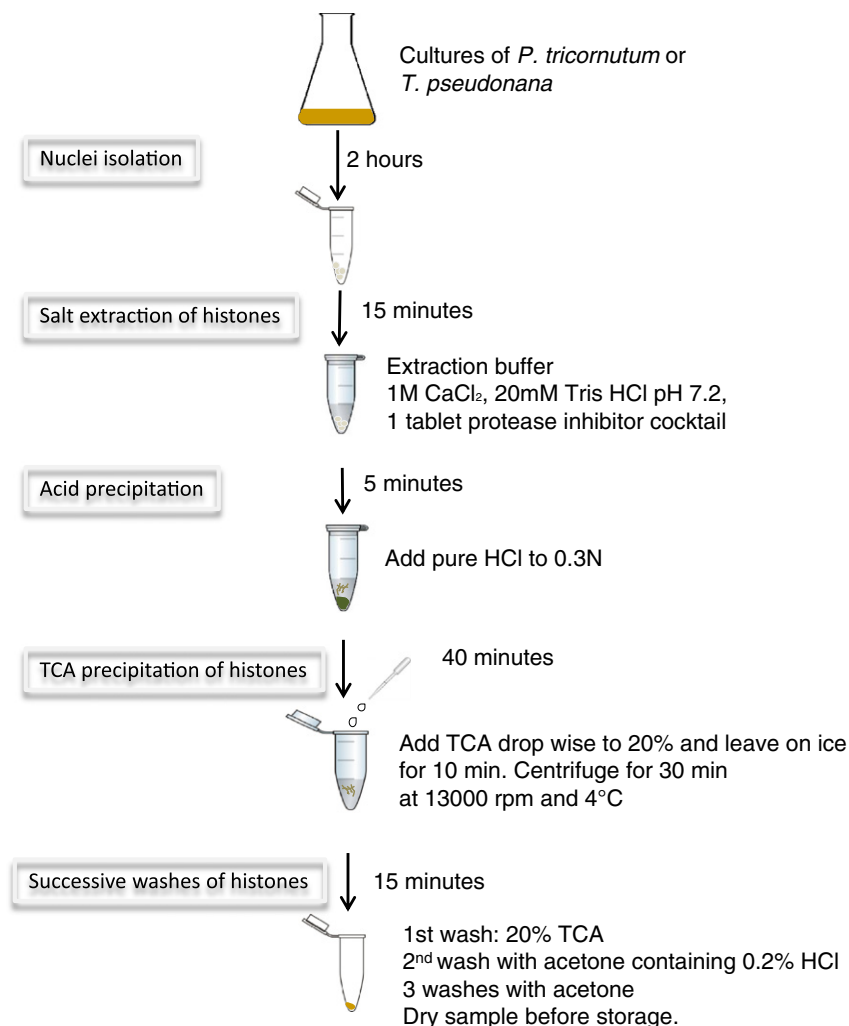 Cultures of P. tricornutum or
T. pseudonana
Nuclei isolation
2 hours
Salt extraction of histones
15 minutes
Extraction buffer
1M CaCl₂, 20mM Tris HCl pH 7.2,
1 tablet protease inhibitor cocktail
Acid precipitation
5 minutes
Add pure HCl to 0.3N
TCA precipitation of histones
40 minutes
Add TCA drop wise to 20% and leave on ice
for 10 min. Centrifuge for 30 min
at 13000 rpm and 4°C
Successive washes of histones
15 minutes
1st wash: 20% TCA
2ⁿᵈ wash with acetone containing 0.2% HCl
3 washes with acetone
Dry sample before storage.